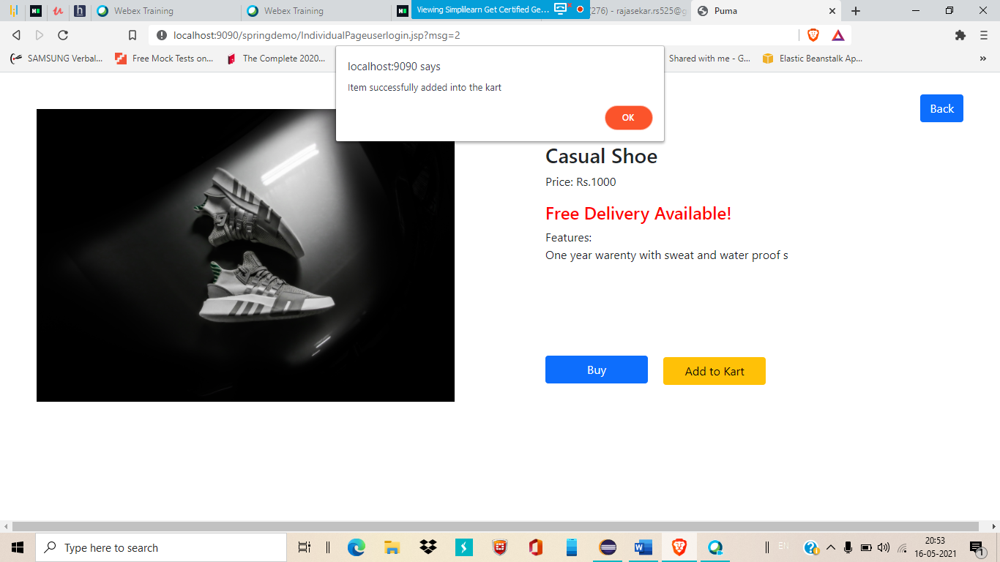 Webex Training
Webex Training
Viewing Simplilearn Get Certified Ge...
(276) - rajasekar.rs525@g
Puma
localhost:9090/springdemo/IndividualPageuserlogin.jsp?msg=2
SAMSUNG Verbal...
Free Mock Tests on...
The Complete 2020...
Shared with me - G...
Elastic Beanstalk Ap...
localhost:9090 says
Item successfully added into the kart
OK
Back
Casual Shoe
Price: Rs.1000
Free Delivery Available!
Features:
One year warenty with sweat and water proof s
Buy
Add to Kart
Type here to search
EN
20:53
16-05-2021
1